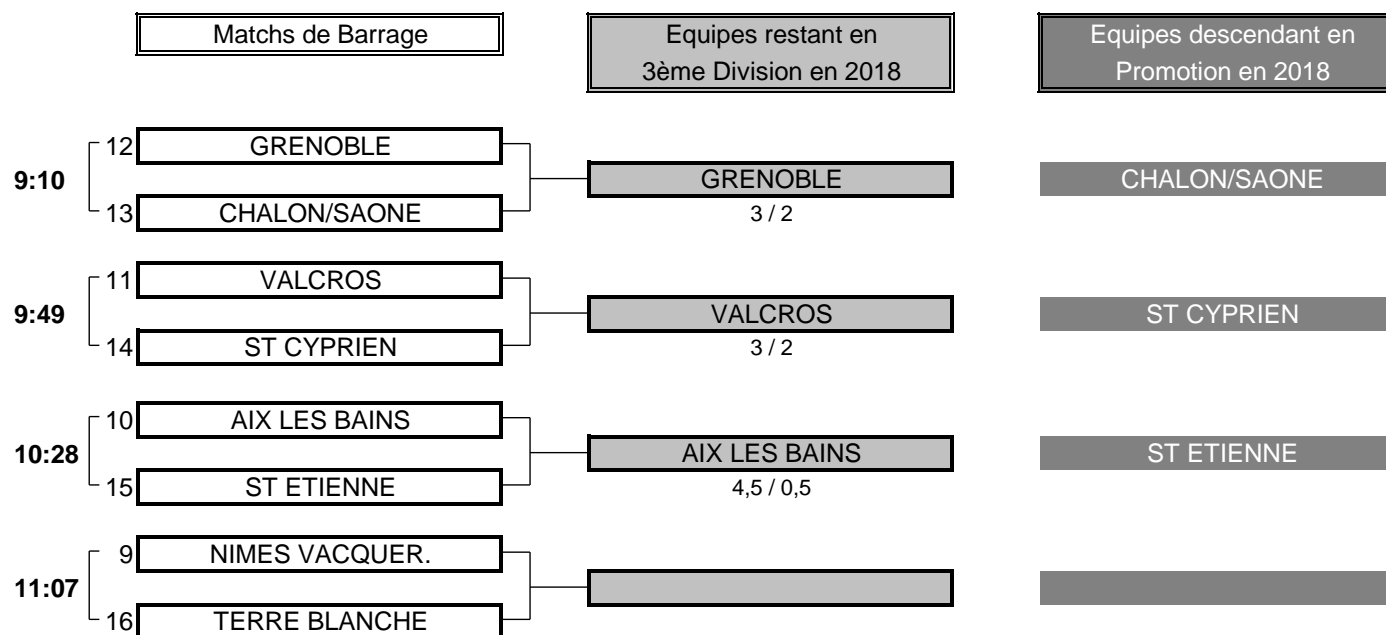 Matchs de Barrage
Equipes restant en
3ème Division en 2018
Equipes descendant en
Promotion en 2018
12 GRENOBLE
9:10 GRENOBLE CHALON/SAONE
13 CHALON/SAONE 3 / 2
11 VALCROS
9:49 VALCROS ST CYPRIEN
14 ST CYPRIEN 3 / 2
10 AIX LES BAINS
10:28 AIX LES BAINS ST ETIENNE
15 ST ETIENNE 4,5 / 0,5
9 NIMES VACQUER.
11:07
16 TERRE BLANCHE